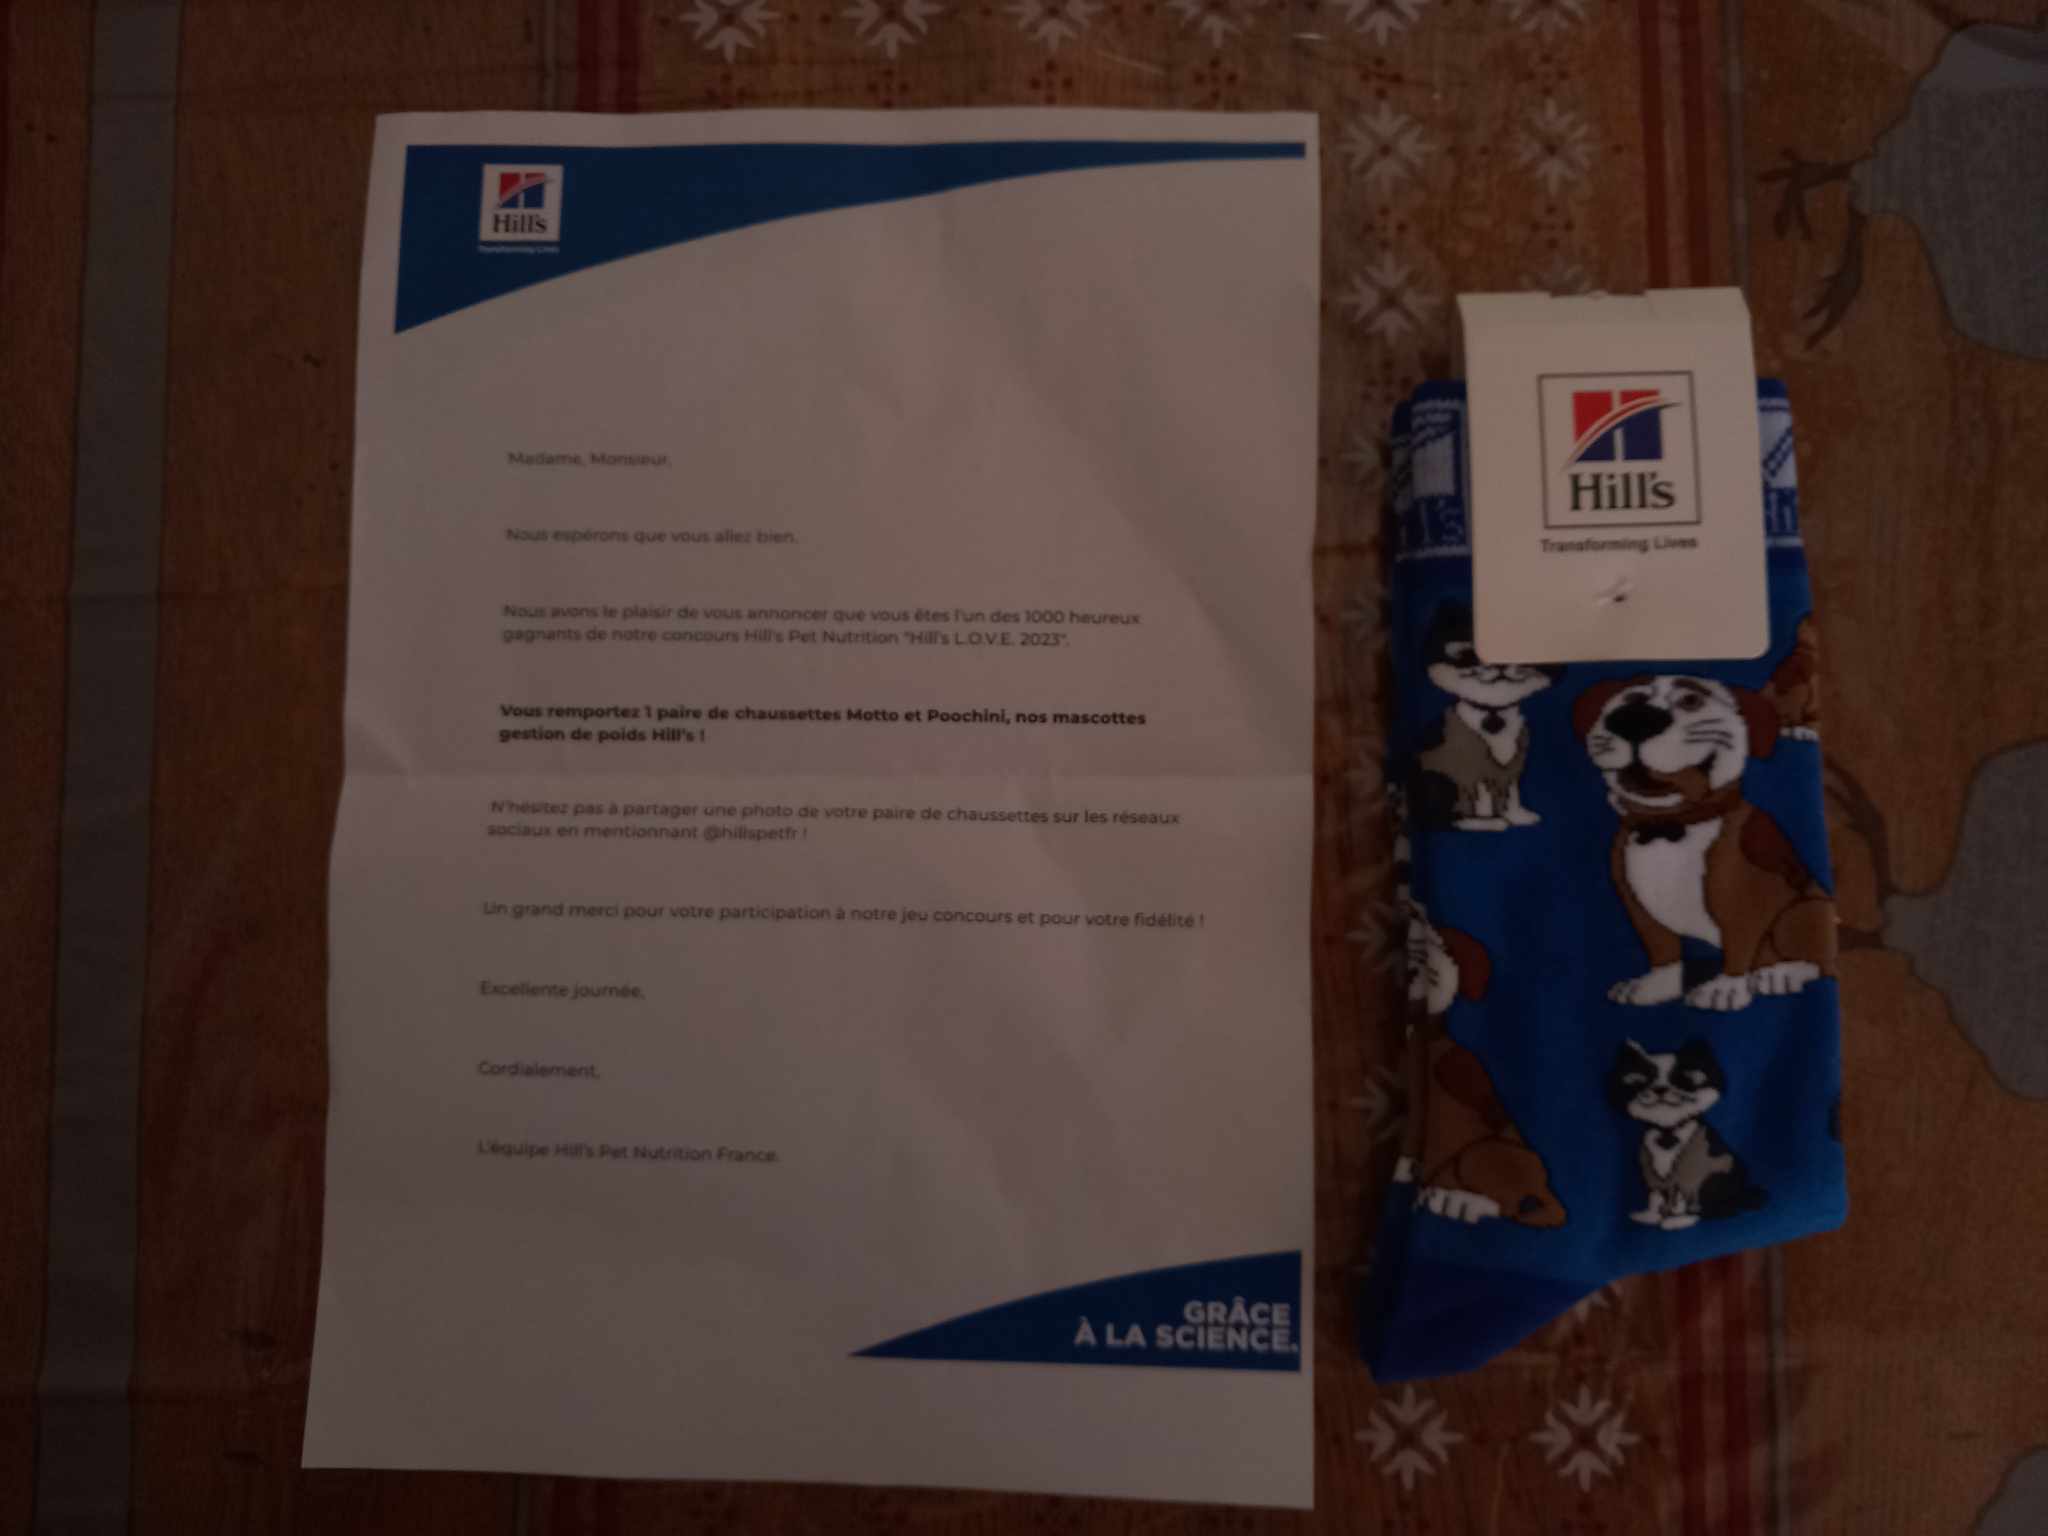 Hill's
Transforming Lives
Madame, Monsieur,
Nous espérons que vous allez bien.
Nous avons le plaisir de vous annoncer que vous êtes l'un des 1000 heureux
gagnants de notre concours Hill's Pet Nutrition "Hill's L.O.V.E. 2023".
Vous remportez 1 paire de chaussettes Motto et Poochini, nos mascottes
gestion de poids Hill's !
N'hésitez pas à partager une photo de votre paire de chaussettes sur les réseaux
sociaux en mentionnant @hillspetfr !
Un grand merci pour votre participation à notre jeu concours et pour votre fidélité !
Excellente journée,
Cordialement,
L'équipe Hill's Pet Nutrition France.
GRÂCE
À LA SCIENCE.
Hill's
Transforming Lives